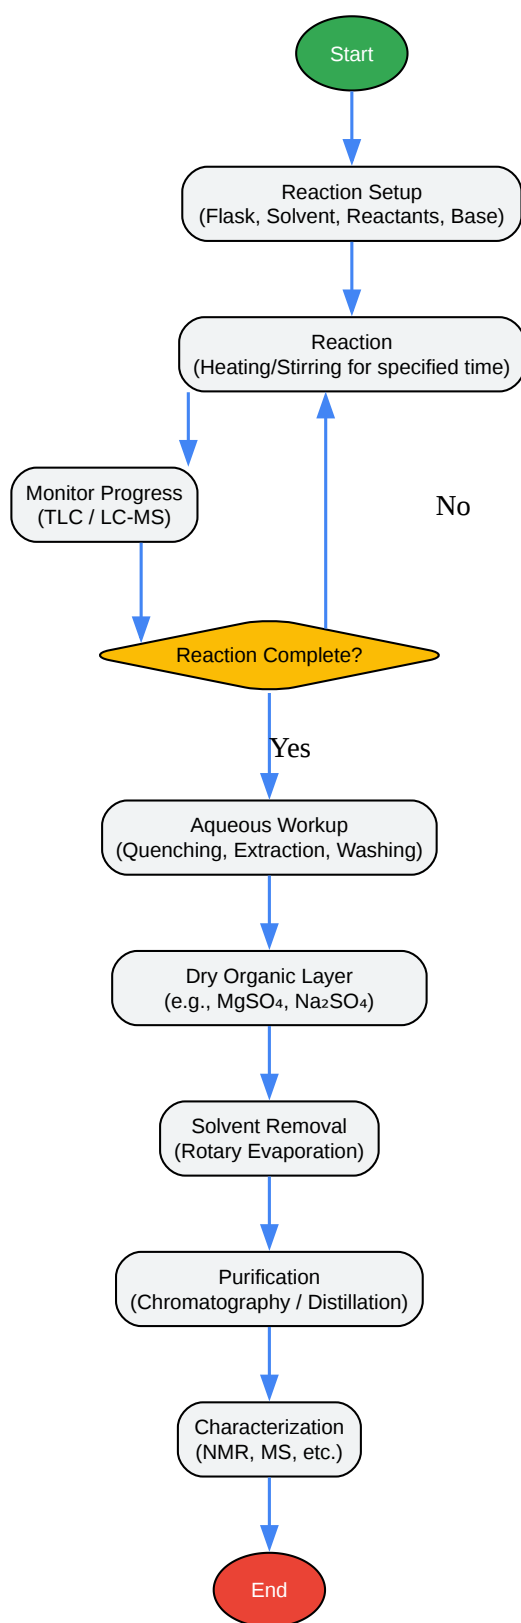 Start
Reaction Setup
(Flask, Solvent, Reactants, Base)
Reaction
(Heating/Stirring for specified time)
Monitor Progress
(TLC / LC-MS)
No
Reaction Complete?
Yes
Aqueous Workup
(Quenching, Extraction, Washing)
Dry Organic Layer
(e.g., MgSO₄, Na₂SO₄)
Solvent Removal
(Rotary Evaporation)
Purification
(Chromatography / Distillation)
Characterization
(NMR, MS, etc.)
End